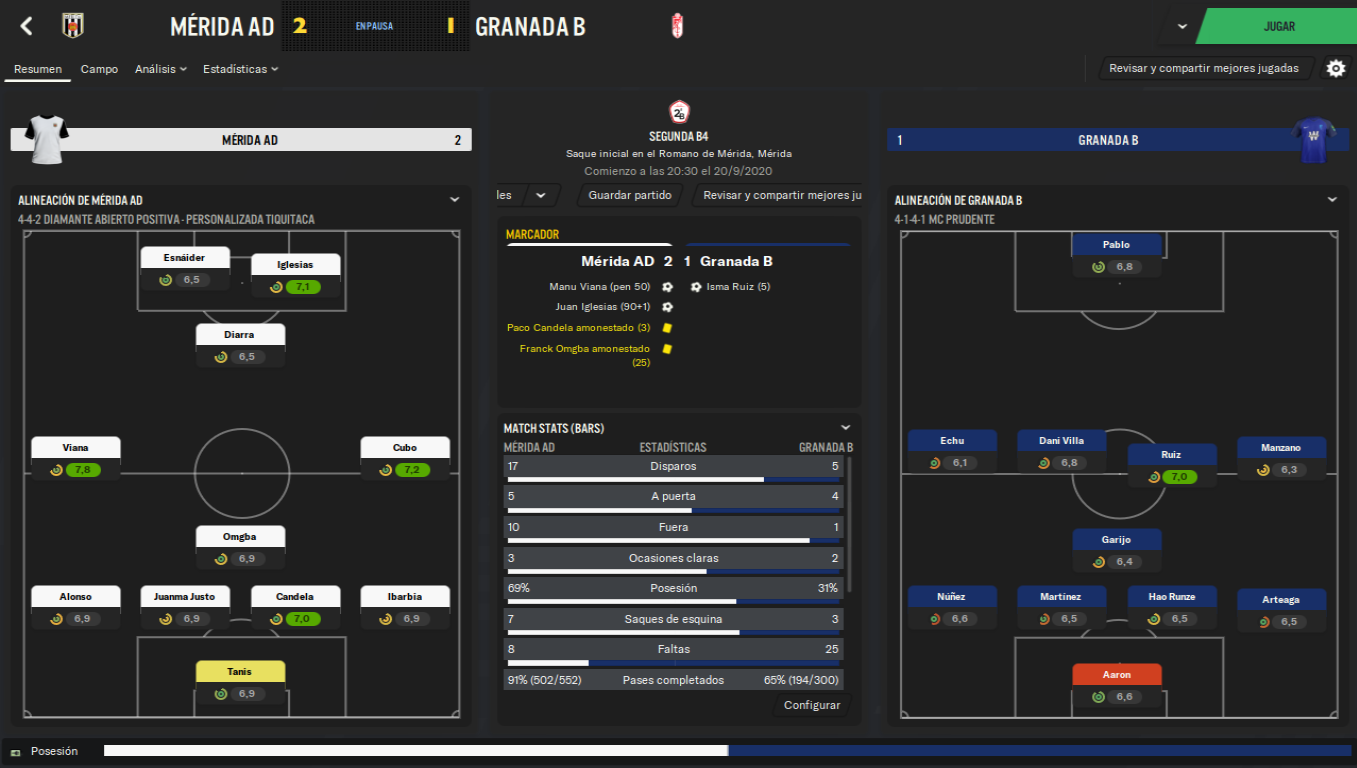 MÉRIDA AD 2 EN PAUSA 1 GRANADA B
JUGAR
Resumen Campo Análisis Estadísticas
Revisar y compartir mejores jugadas
MÉRIDA AD 2
ALINEACIÓN DE MÉRIDA AD
4-4-2 DIAMANTE ABIERTO POSITIVA - PERSONALIZADA TIQUITACA
Esnáider
6,5
Iglesias
7,1
Diarra
6,5
Viana
7,8
Cubo
7,2
Omgba
6,9
Alonso
6,9
Juanma Justo
6,9
Candela
7,0
Ibarbia
6,9
Tanis
6,9
2B
SEGUNDA B4
Saque inicial en el Romano de Mérida, Mérida
Comienzo a las 20:30 el 20/9/2020
les
Guardar partido
Revisar y compartir mejores ju
MARCADOR
Mérida AD 2 1 Granada B
Manu Viana (pen 50) Isma Ruiz (5)
Juan Iglesias (90+1)
Paco Candela amonestado (3)
Franck Omgba amonestado
(25)
MATCH STATS (BARS)
MÉRIDA AD ESTADÍSTICAS GRANADA B
17 Disparos 5
5 A puerta 4
10 Fuera 1
3 Ocasiones claras 2
69% Posesión 31%
7 Saques de esquina 3
8 Faltas 25
91% (502/552) Pases completados 65% (194/300)
Configurar
1 GRANADA B
ALINEACIÓN DE GRANADA B
4-1-4-1 MC PRUDENTE
Pablo
6,8
Echu
6,1
Dani Villa
6,8
Ruiz
7,0
Manzano
6,3
Garijo
6,4
Núñez
6,6
Martínez
6,5
Hao Runze
6,5
Arteaga
6,5
Aaron
6,6
Posesión